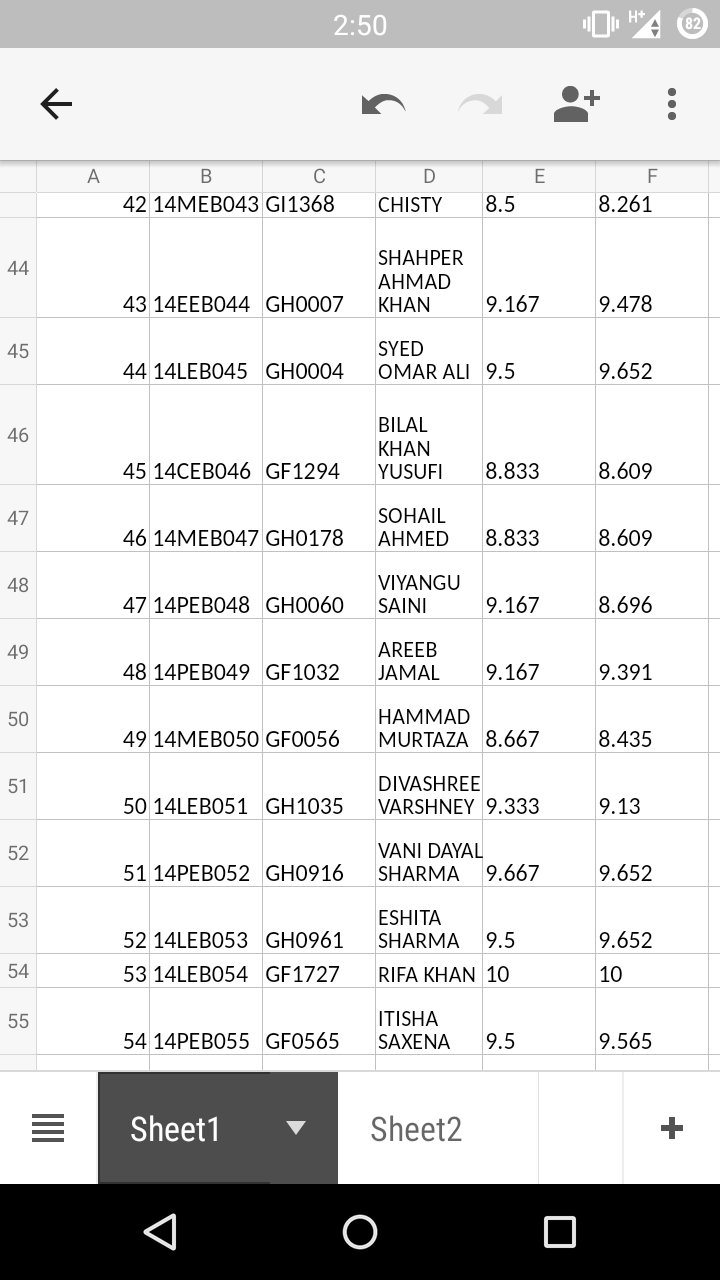 2:50
H+ 82
A B C D E F
42 14MEB043 GI1368 CHISTY 8.5 8.261
SHAHPER
44 AHMAD
43 14EEB044 GH0007 KHAN 9.167 9.478
45 SYED
44 14LEB045 GH0004 OMAR ALI 9.5 9.652
BILAL
46 KHAN
45 14CEB046 GF1294 YUSUFI 8.833 8.609
47 SOHAIL
46 14MEB047 GH0178 AHMED 8.833 8.609
48 VIYANGU
47 14PEB048 GH0060 SAINI 9.167 8.696
49 AREEB
48 14PEB049 GF1032 JAMAL 9.167 9.391
50 HAMMAD
49 14MEB050 GF0056 MURTAZA 8.667 8.435
51 DIVASHREE
50 14LEB051 GH1035 VARSHNEY 9.333 9.13
52 VANI DAYAL
51 14PEB052 GH0916 SHARMA 9.667 9.652
53 ESHITA
52 14LEB053 GH0961 SHARMA 9.5 9.652
54 53 14LEB054 GF1727 RIFA KHAN 10 10
55 ITISHA
54 14PEB055 GF0565 SAXENA 9.5 9.565
Sheet1 Sheet2